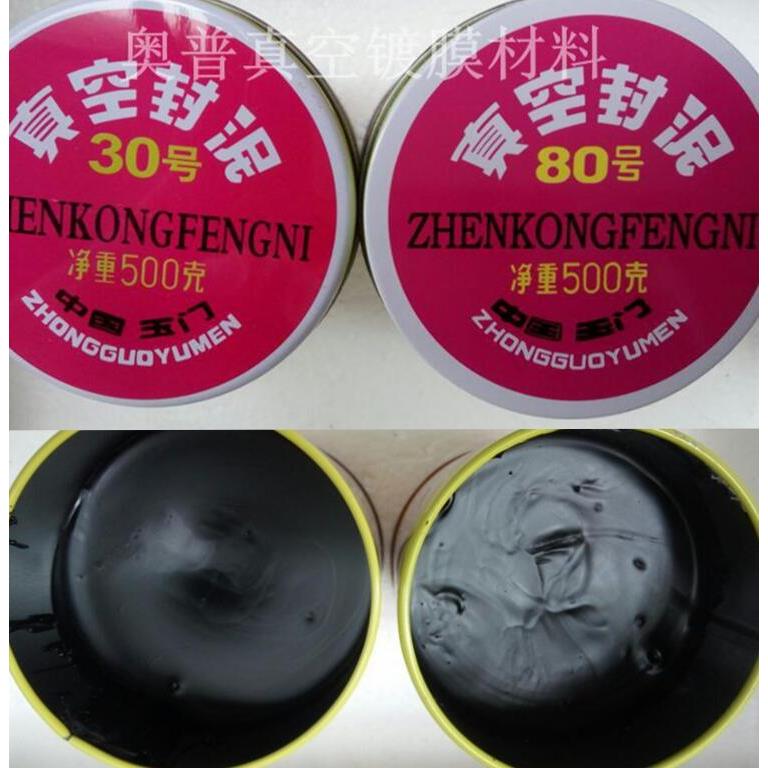 奥普真空镀膜材料
真空封泥
30号
HENKONGFENGNI
净重500克
中国 玉门
ZHONGGUOYUMEN
真空封泥
80号
ZHENKONGFENGNI
净重500克
中国 玉门
ZHONGGUOYUMEN